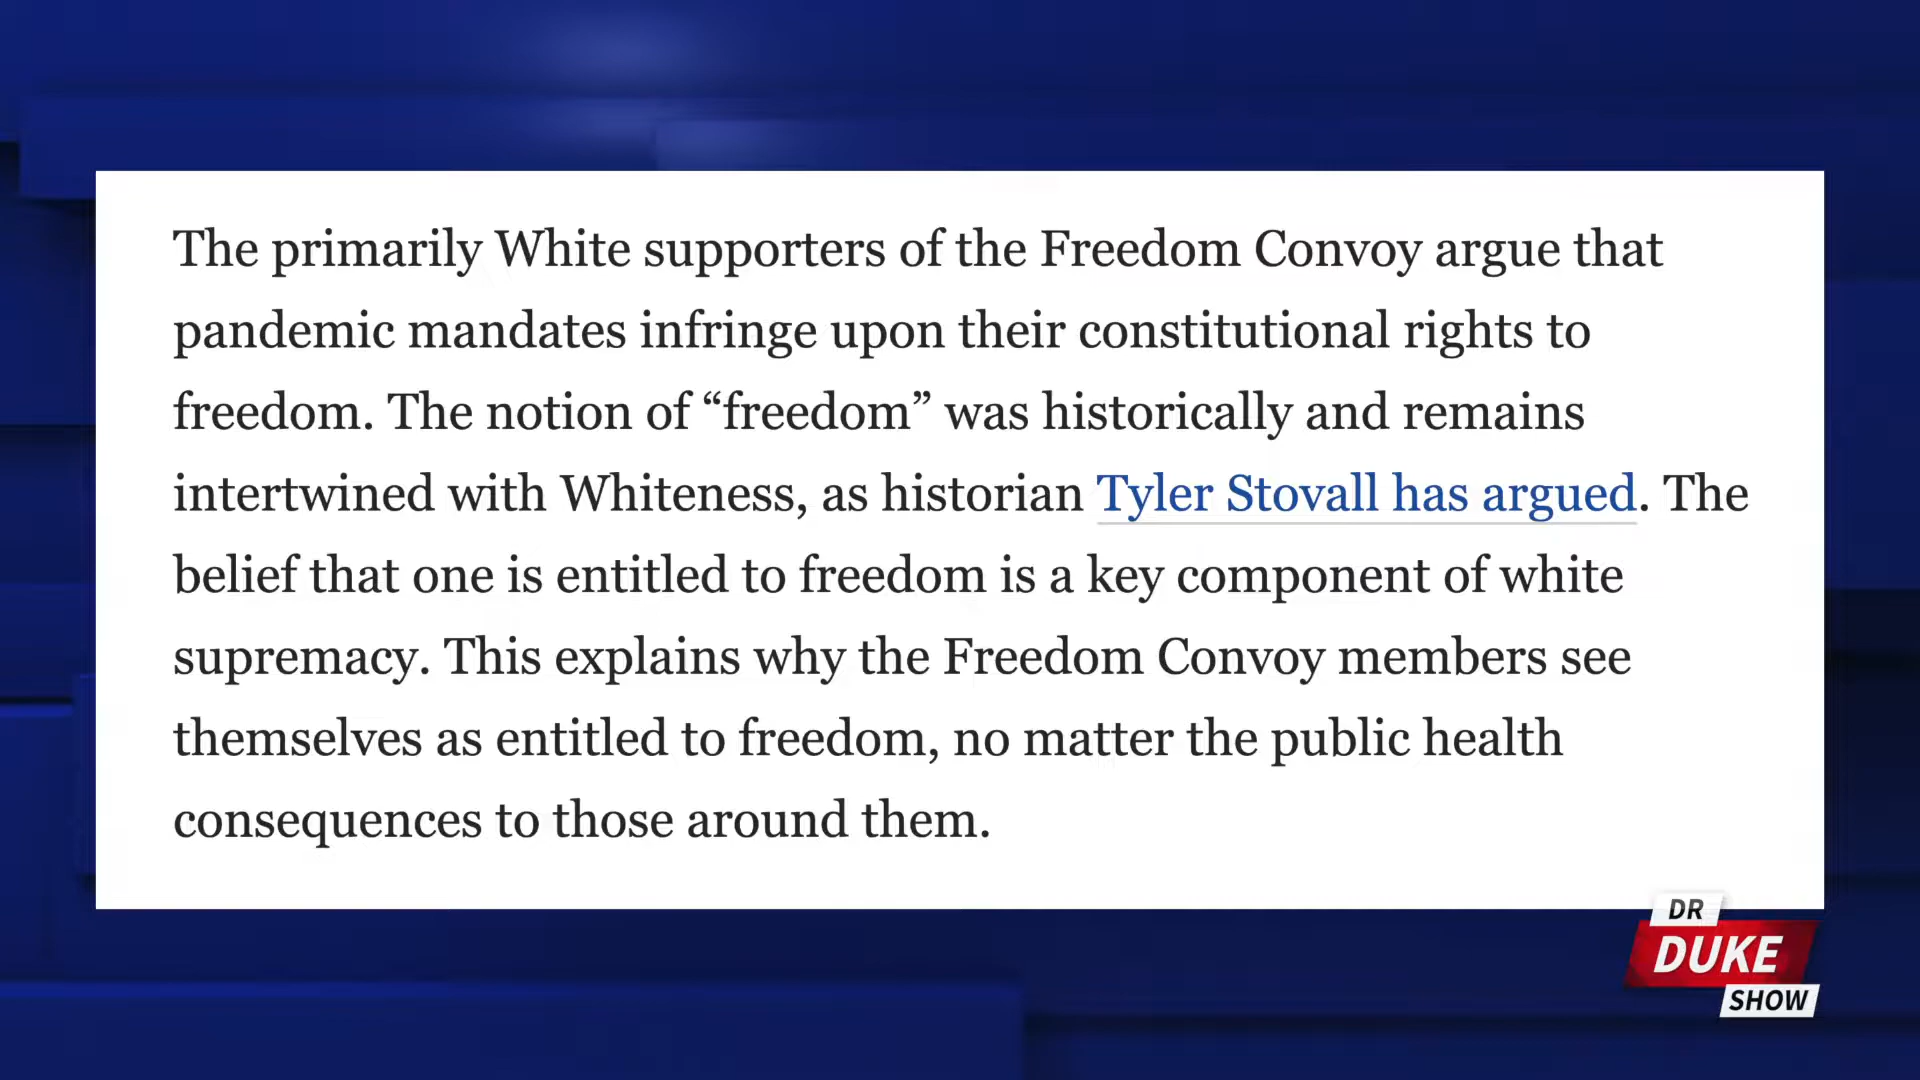 The primarily White supporters of the Freedom Convoy argue that
pandemic mandates infringe upon their constitutional rights to
freedom. The notion of “freedom” was historically and remains
intertwined with Whiteness, as historian Tyler Stovall has argued. The
belief that one is entitled to freedom is a key component of white
supremacy. This explains why the Freedom Convoy members see
themselves as entitled to freedom, no matter the public health
consequences to those around them.
DR
DUKE
SHOW